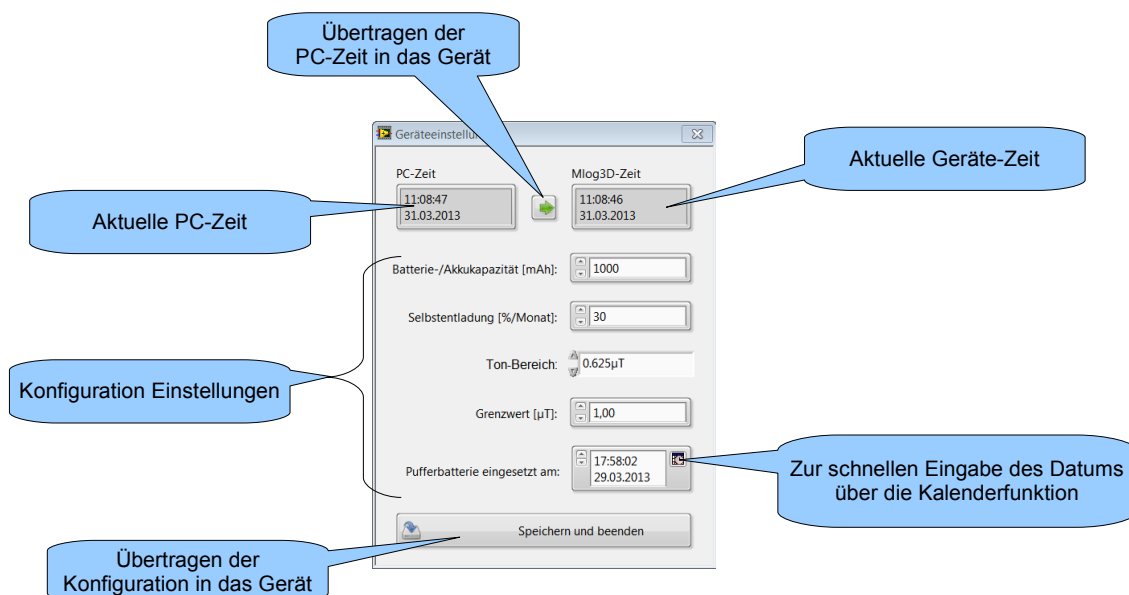 Übertragen der
PC-Zeit in das Gerät
Geräteeinstellu
PC-Zeit
Mlog3D-Zeit
Aktuelle Geräte-Zeit
11:08:47
31.03.2013
11:08:46
31.03.2013
Aktuelle PC-Zeit
Batterie-/Akkukapazität [mAh]:
1000
Selbstentladung [%/Monat]:
30
Ton-Bereich:
0.625µT
Konfiguration Einstellungen
Grenzwert [µT]:
1,00
Pufferbatterie eingesetzt am:
17:58:02
29.03.2013
Zur schnellen Eingabe des Datums
über die Kalenderfunktion
Speichern und beenden
Übertragen der
Konfiguration in das Gerät